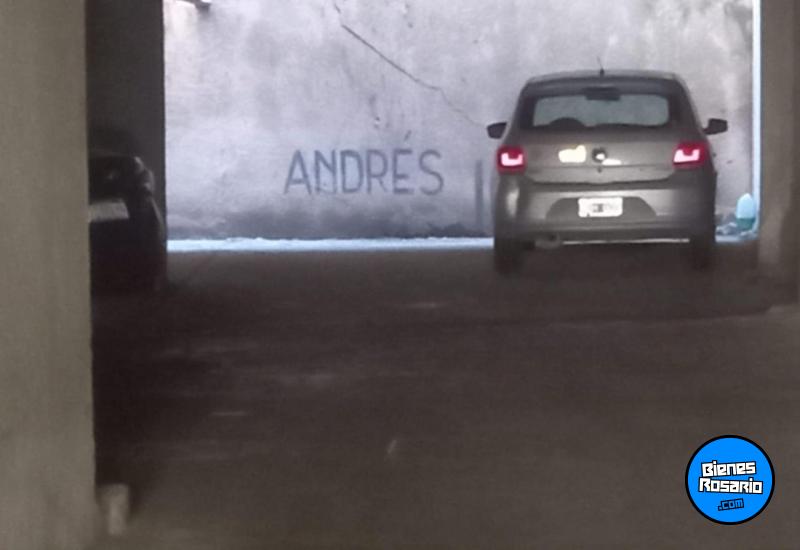 ANDRÉS
Bienes
Rosario
.com